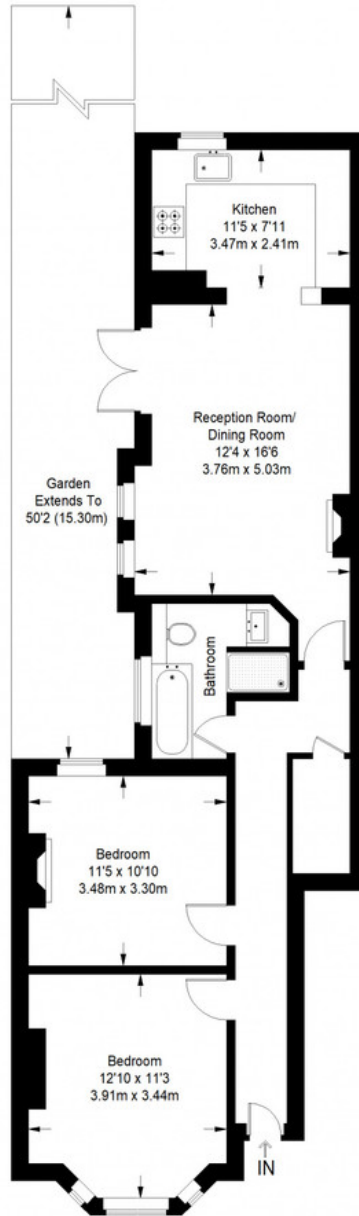 Kitchen
11'5 x 7'11
3.47m x 2.41m
Reception Room/
Dining Room
12'4 x 16'6
3.76m x 5.03m
Garden
Extends To
50'2 (15.30m)
Bathroom
Bedroom
11'5 x 10'10
3.48m x 3.30m
Bedroom
12'10 x 11'3
3.91m x 3.44m
IN